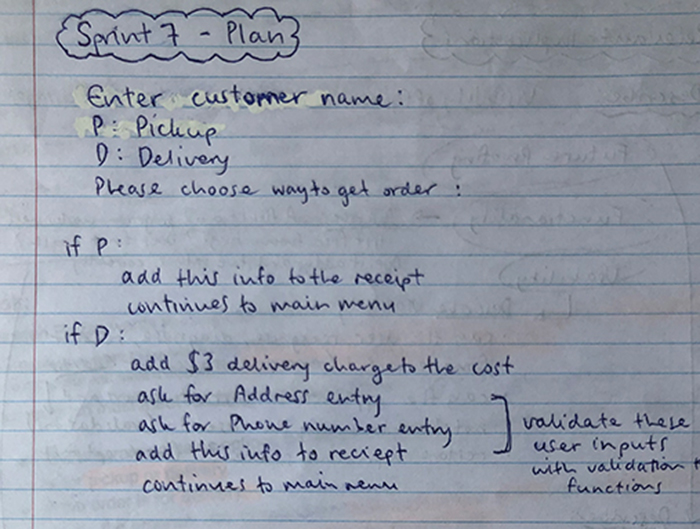 Sprint 7 - Plan
Enter customer name:
P: Pickup
D: Delivery
Please choose way to get order :
if P:
add this info to the receipt
continues to main menu
if D:
add $3 delivery charge to the cost
ask for Address entry
ask for Phone number entry
add this info to reciept
continues to main menu
validate these
user inputs
with validation
functions